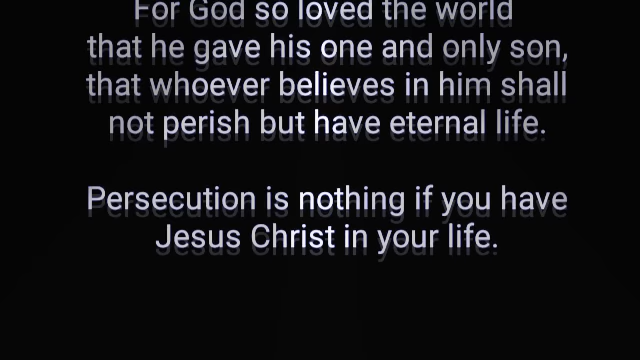 For God so loved the world
that he gave his one and only son,
that whoever believes in him shall
not perish but have eternal life.
Persecution is nothing if you have
Jesus Christ in your life.